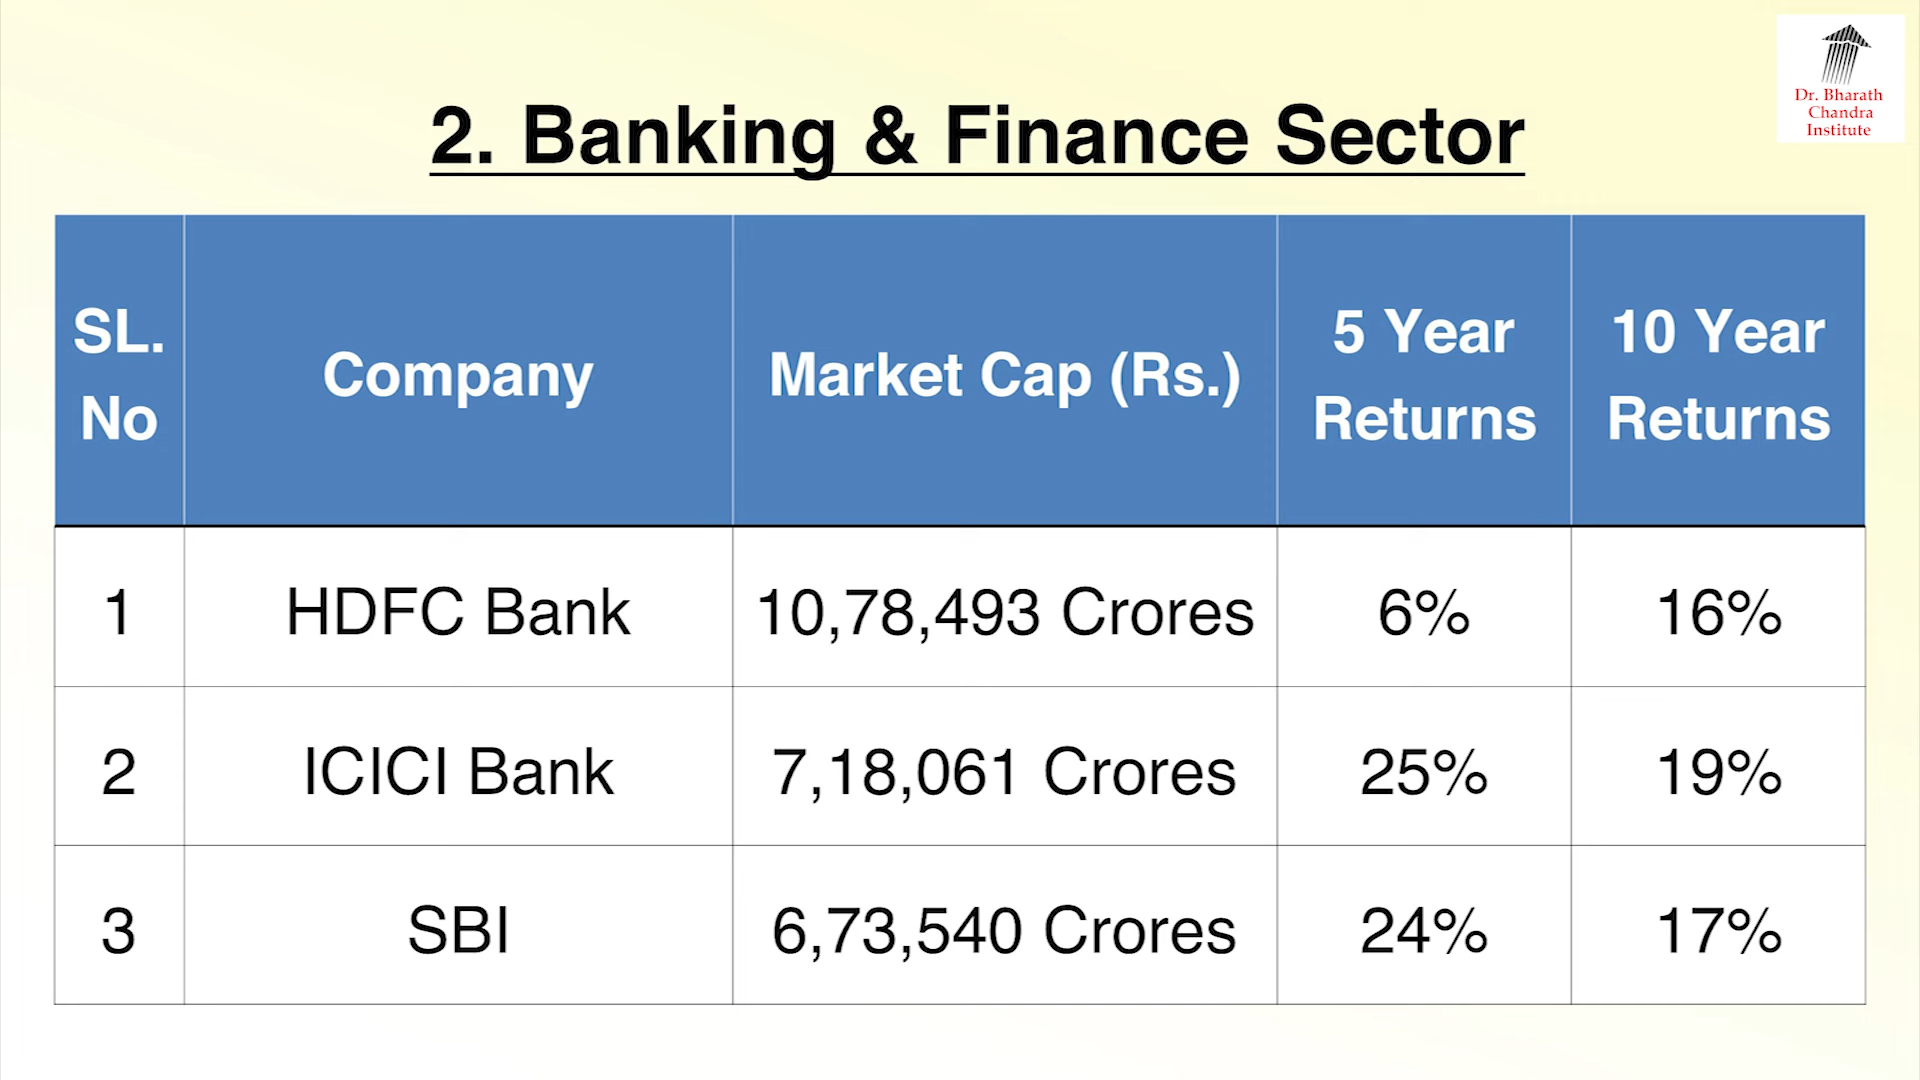 Dr. Bharath
Chandra
Institute
2. Banking & Finance Sector
SL. No Company Market Cap (Rs.) 5 Year Returns 10 Year Returns
1 HDFC Bank 10,78,493 Crores 6% 16%
2 ICICI Bank 7,18,061 Crores 25% 19%
3 SBI 6,73,540 Crores 24% 17%